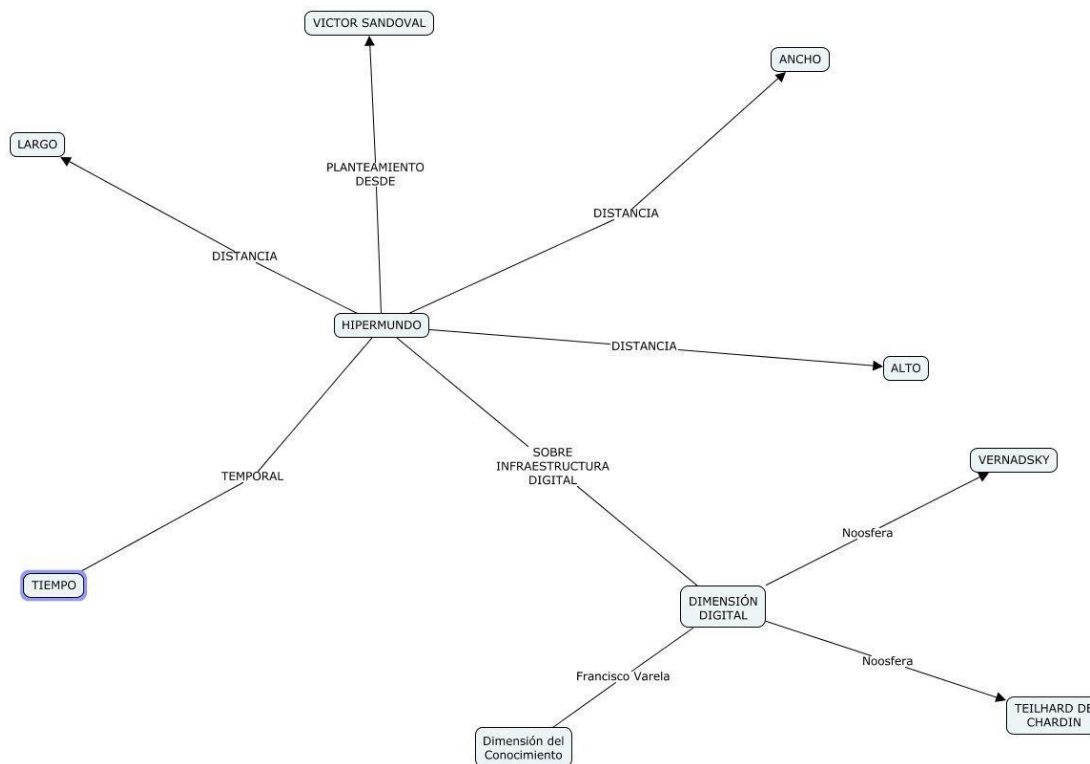 VICTOR SANDOVAL
ANCHO
LARGO
PLANTEAMIENTO
DESDE
DISTANCIA
DISTANCIA
HIPERMUNDO
DISTANCIA
ALTO
SOBRE
INFRAESTRUCTURA
DIGITAL
VERNADSKY
TEMPORAL
Noosfera
TIEMPO
DIMENSIÓN
DIGITAL
Noosfera
Francisco Varela
TEILHARD DE
CHARDIN
Dimensión del
Conocimiento